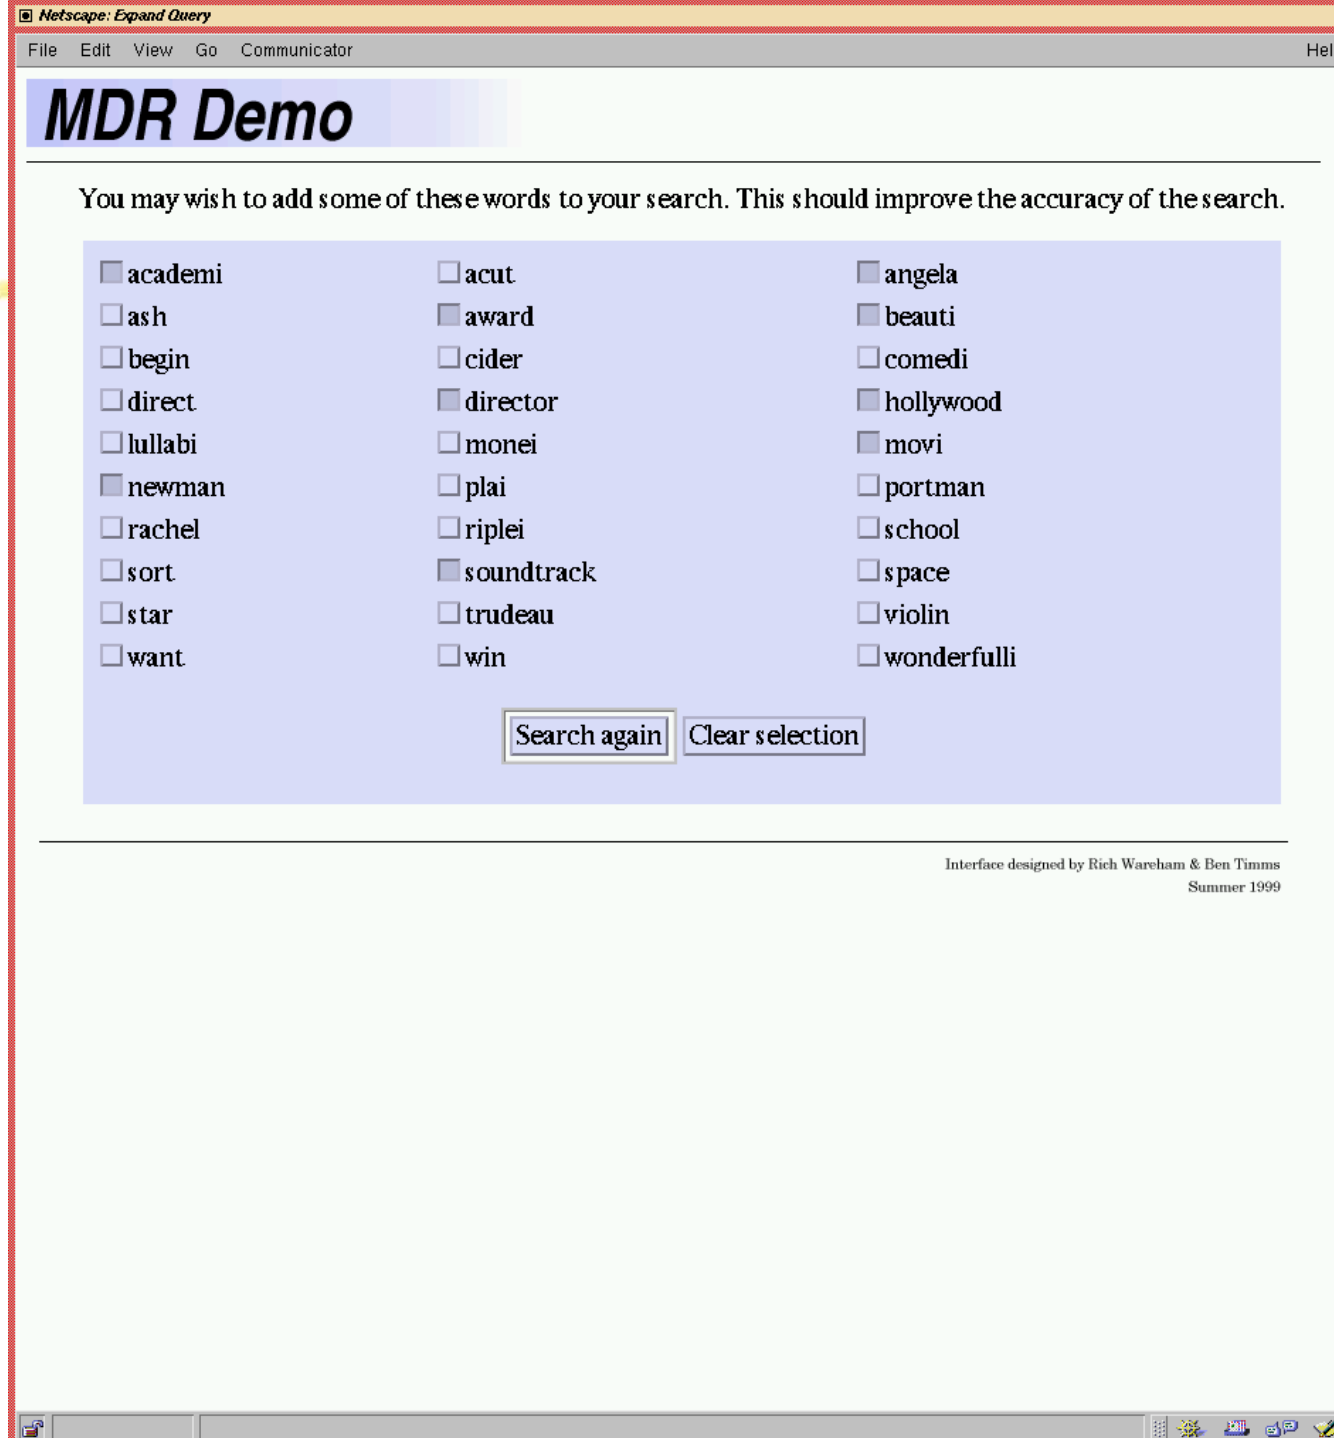 Netscape: Expand Query
File Edit View Go Communicator Hel
MDR Demo
You may wish to add some of these words to your search. This should improve the accuracy of the search.
academi acut angela
ash award beauti
begin cider comedi
direct director hollywood
lullabi monei movi
newman plai portman
rachel riplei school
sort soundtrack space
star trudeau violin
want win wonderfulli
Search again Clear selection
Interface designed by Rich Wareham & Ben Timms
Summer 1999